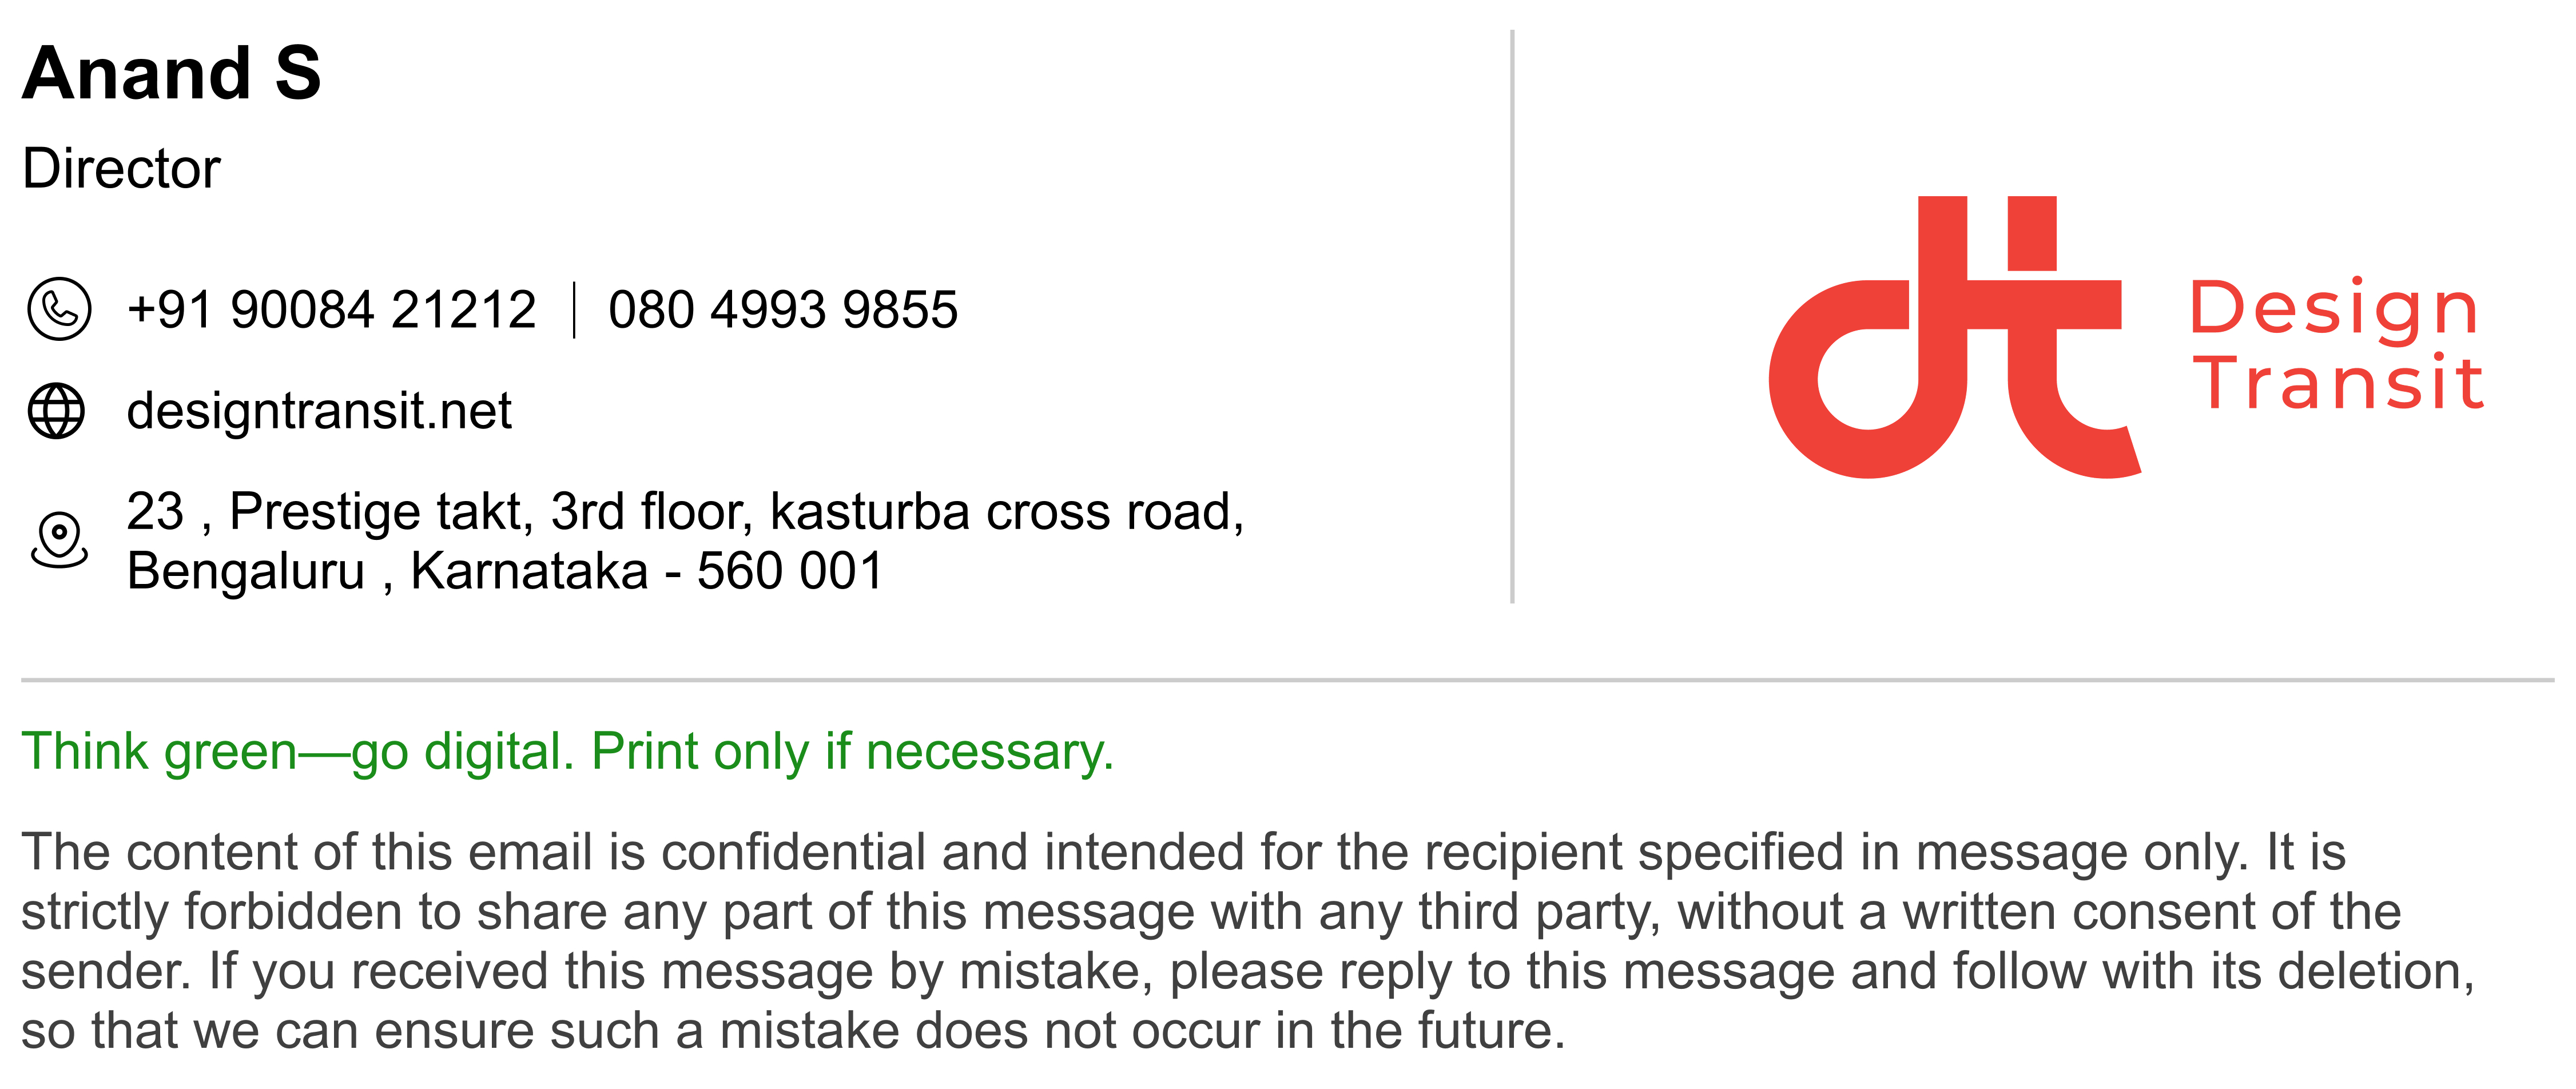 Anand S
Director
+91 90084 21212 | 080 4993 9855
designtransit.net
23 , Prestige takt, 3rd floor, kasturba cross road,
Bengaluru , Karnataka - 560 001
dt
Design
Transit
Think green—go digital. Print only if necessary.
The content of this email is confidential and intended for the recipient specified in message only. It is
strictly forbidden to share any part of this message with any third party, without a written consent of the
sender. If you received this message by mistake, please reply to this message and follow with its deletion,
so that we can ensure such a mistake does not occur in the future.